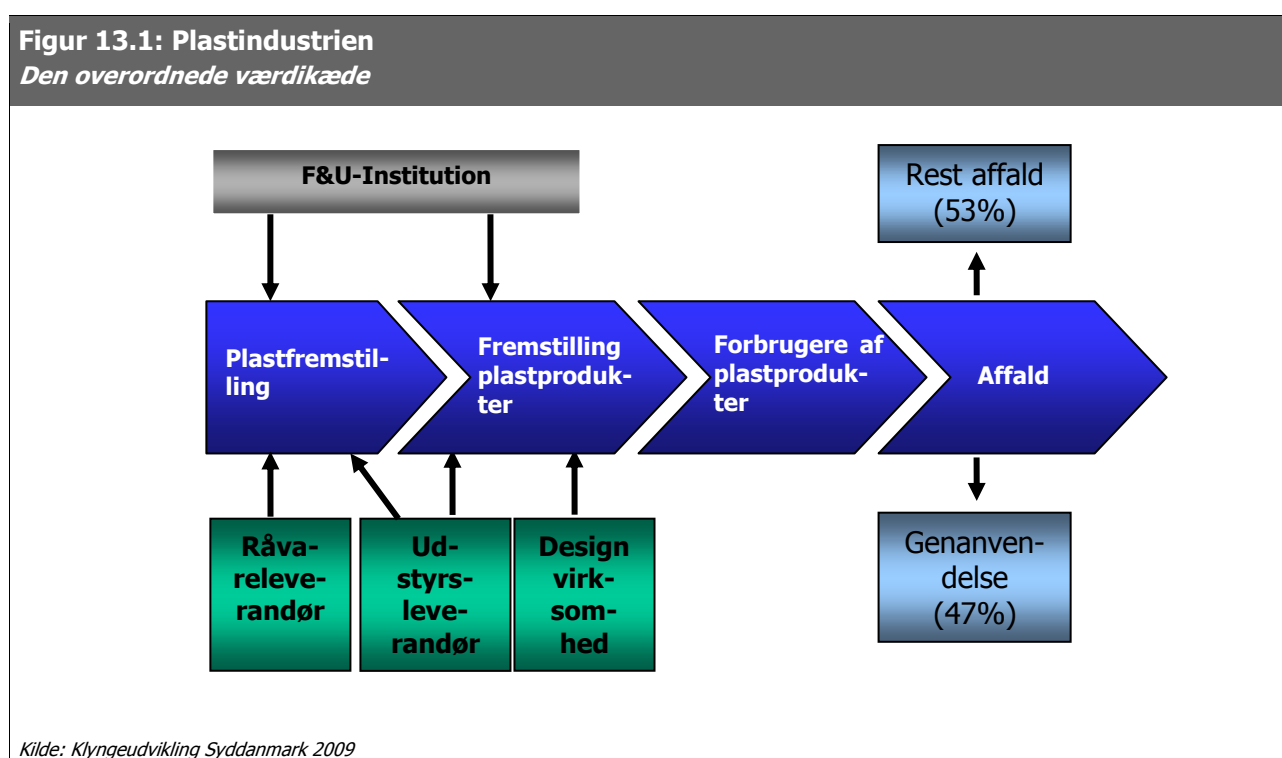 Figur 13.1: Plastindustrien
Den overordnede værdikæde
F&U-Institution
Rest affald
(53%)
Plastfremstil-
ling
Fremstilling
plastproduk-
ter
Forbrugere af
plastproduk-
ter
Affald
Råva-
releve-
randør
Ud-
styrs-
leve-
randør
Design
virk-
som-
hed
Genanven-
delse
(47%)
Kilde: Klyngeudvikling Syddanmark 2009